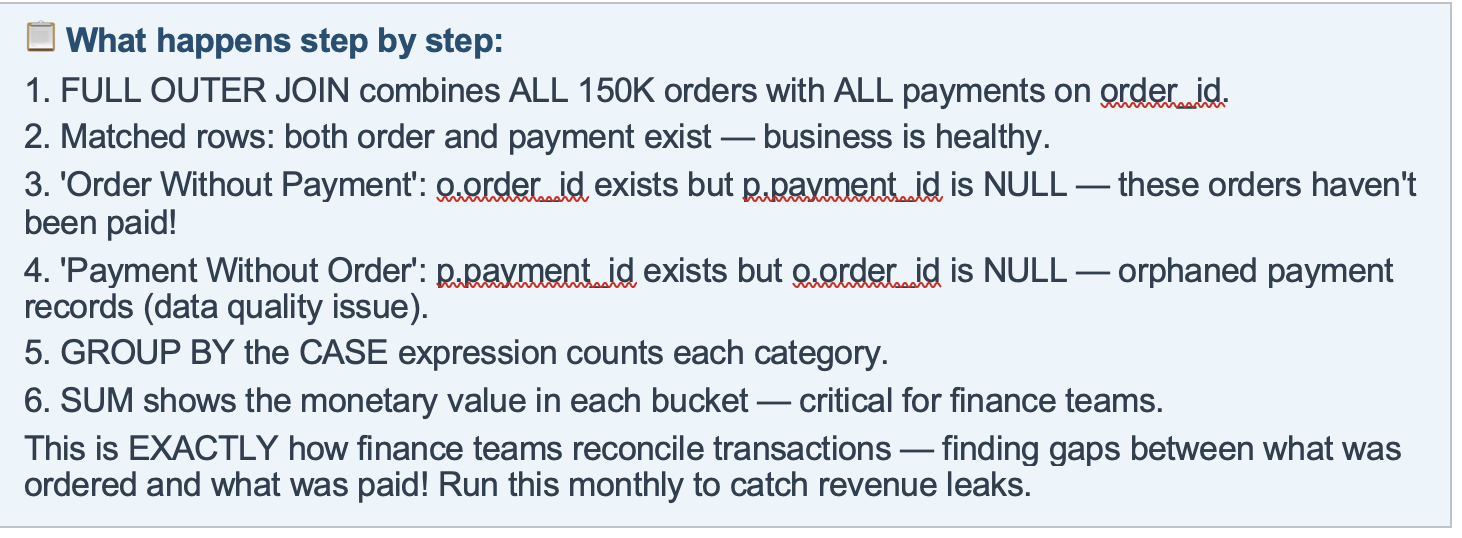 What happens step by step:
1. FULL OUTER JOIN combines ALL 150K orders with ALL payments on order_id.
2. Matched rows: both order and payment exist — business is healthy.
3. 'Order Without Payment': o.order_id exists but p.payment_id is NULL — these orders haven't
been paid!
4. 'Payment Without Order': p.payment_id exists but o.order_id is NULL — orphaned payment
records (data quality issue).
5. GROUP BY the CASE expression counts each category.
6. SUM shows the monetary value in each bucket — critical for finance teams.
This is EXACTLY how finance teams reconcile transactions — finding gaps between what was
ordered and what was paid! Run this monthly to catch revenue leaks.